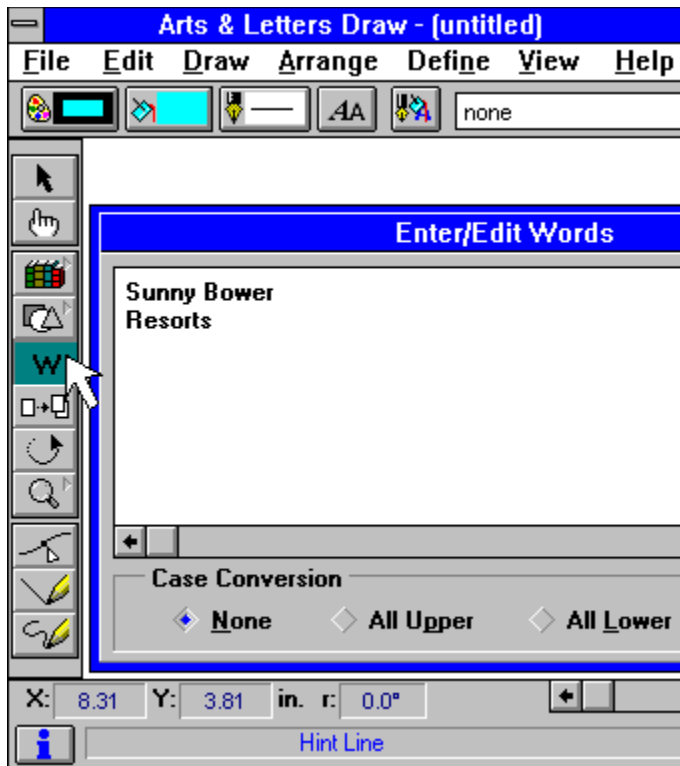 Arts & Letters Draw - (untitled)
File Edit Draw Arrange Define View Help
AA A none
Enter/Edit Words
Sunny Bower
Resorts
W
Case Conversion
None All Upper All Lower
X: 8.31 Y: 3.81 in. r: 0.0°
i Hint Line